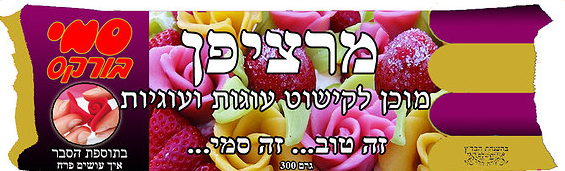 סמי
בורקס
מרציפן
מוכן לקישוט עוגות ועוגיות
זה טוב... זה סמי...
300 גרם
בתוספת הסבר
איך עושים פרח